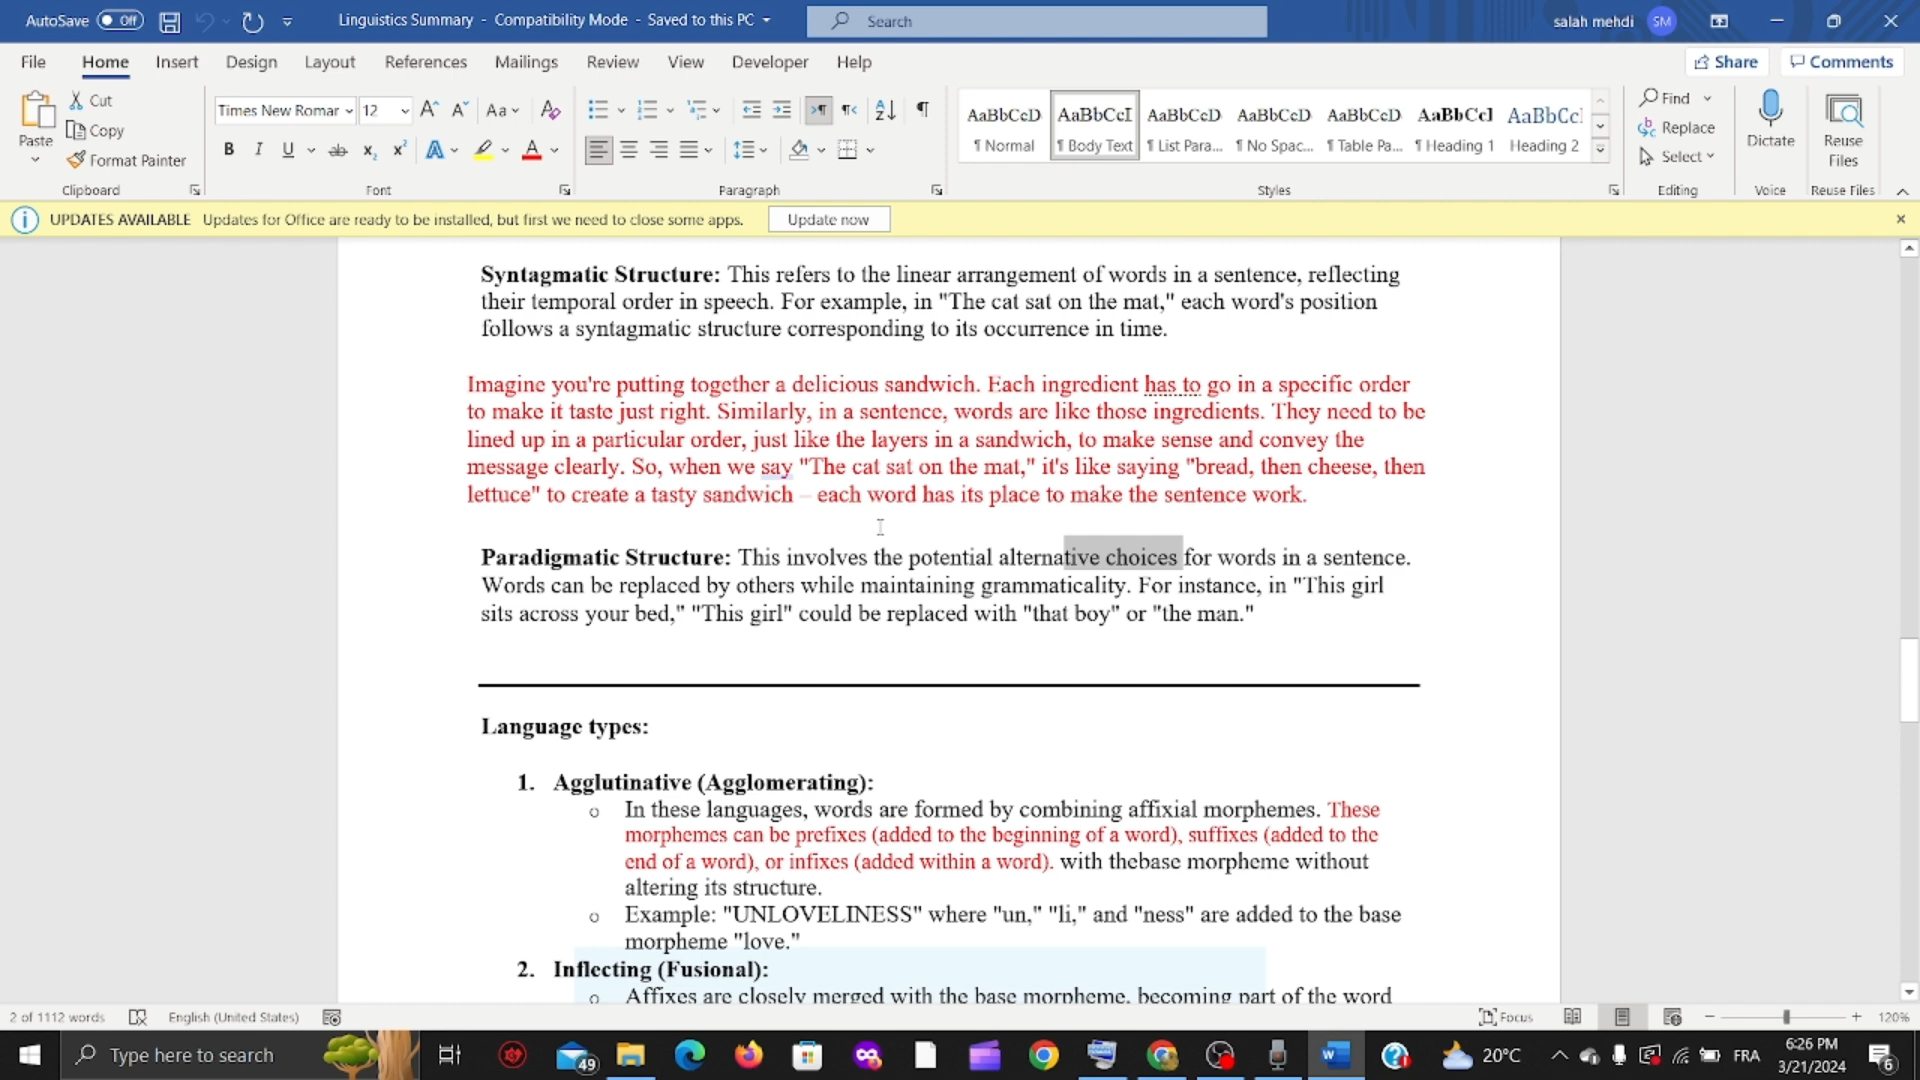 AutoSave Off Linguistics Summary - Compatibility Mode - Saved to this PC Search salah mehdi SM
File Home Insert Design Layout References Mailings Review View Developer Help Share Comments
Paste Cut Copy Format Painter Clipboard
Times New Romar 12 Aa
B I U ab x₂ x² A A
Font
Paragraph
AaBbCcD AaBbCcI AaBbCcD AaBbCcD AaBbCcD AaBbCcI AaBbCc
¶ Normal ¶ Body Text ¶ List Para... ¶ No Spac... ¶ Table Pa... ¶ Heading 1 Heading 2
Styles
Find
Replace
Select
Editing
Dictate
Voice
Reuse Files
Reuse Files
UPDATES AVAILABLE Updates for Office are ready to be installed, but first we need to close some apps. Update now
Syntagmatic Structure: This refers to the linear arrangement of words in a sentence, reflecting
their temporal order in speech. For example, in "The cat sat on the mat," each word's position
follows a syntagmatic structure corresponding to its occurrence in time.
Imagine you're putting together a delicious sandwich. Each ingredient has to go in a specific order
to make it taste just right. Similarly, in a sentence, words are like those ingredients. They need to be
lined up in a particular order, just like the layers in a sandwich, to make sense and convey the
message clearly. So, when we say "The cat sat on the mat," it's like saying "bread, then cheese, then
lettuce" to create a tasty sandwich – each word has its place to make the sentence work.
Paradigmatic Structure: This involves the potential alternative choices for words in a sentence.
Words can be replaced by others while maintaining grammaticality. For instance, in "This girl
sits across your bed," "This girl" could be replaced with "that boy" or "the man."
Language types:
1. Agglutinative (Agglomerating):
o In these languages, words are formed by combining affixial morphemes. These
morphemes can be prefixes (added to the beginning of a word), suffixes (added to the
end of a word), or infixes (added within a word). with thebase morpheme without
altering its structure.
o Example: "UNLOVELINESS" where "un," "li," and "ness" are added to the base
morpheme "love."
2. Inflecting (Fusional):
o Affixes are closely merged with the base morpheme, becoming part of the word
2 of 1112 words English (United States) Focus 120%
Type here to search 49 20°C FRA 6:26 PM
3/21/2024 6